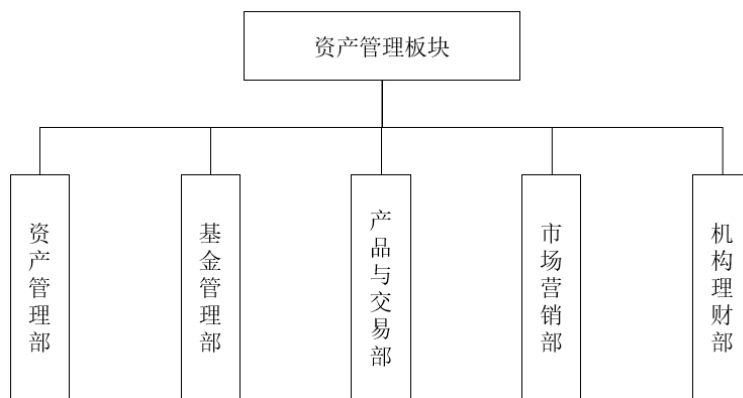 资产管理板块
资产管理部
基金管理部
产品与交易部
市场营销部
机构理财部